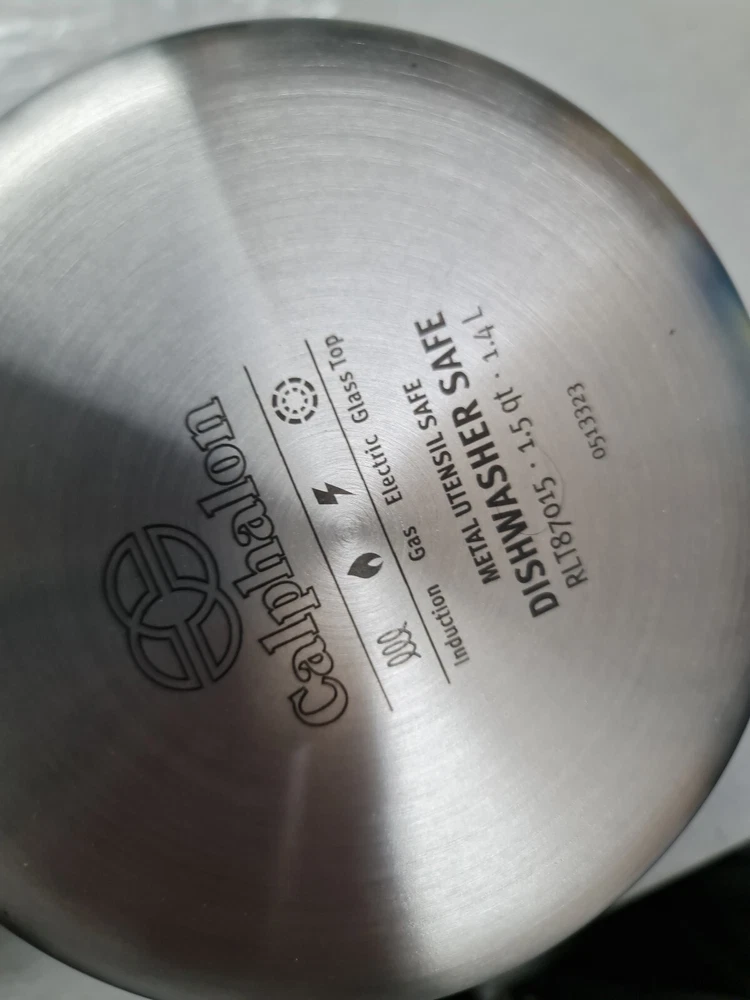 Calphalon
Induction Gas Electric Glass Top
METAL UTENSIL SAFE
DISHWASHER SAFE
RLT87015 · 1.5 qt · 1.4 L
0513323